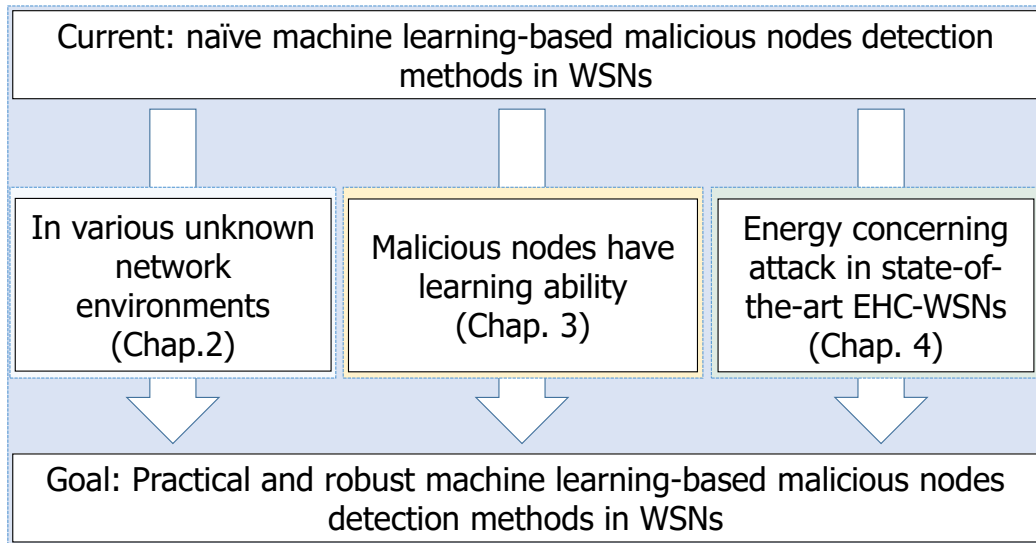 Current: naïve machine learning-based malicious nodes detection
methods in WSNs
In various unknown
network
environments
(Chap.2)
Malicious nodes have
learning ability
(Chap. 3)
Energy concerning
attack in state-of-
the-art EHC-WSNs
(Chap. 4)
Goal: Practical and robust machine learning-based malicious nodes
detection methods in WSNs